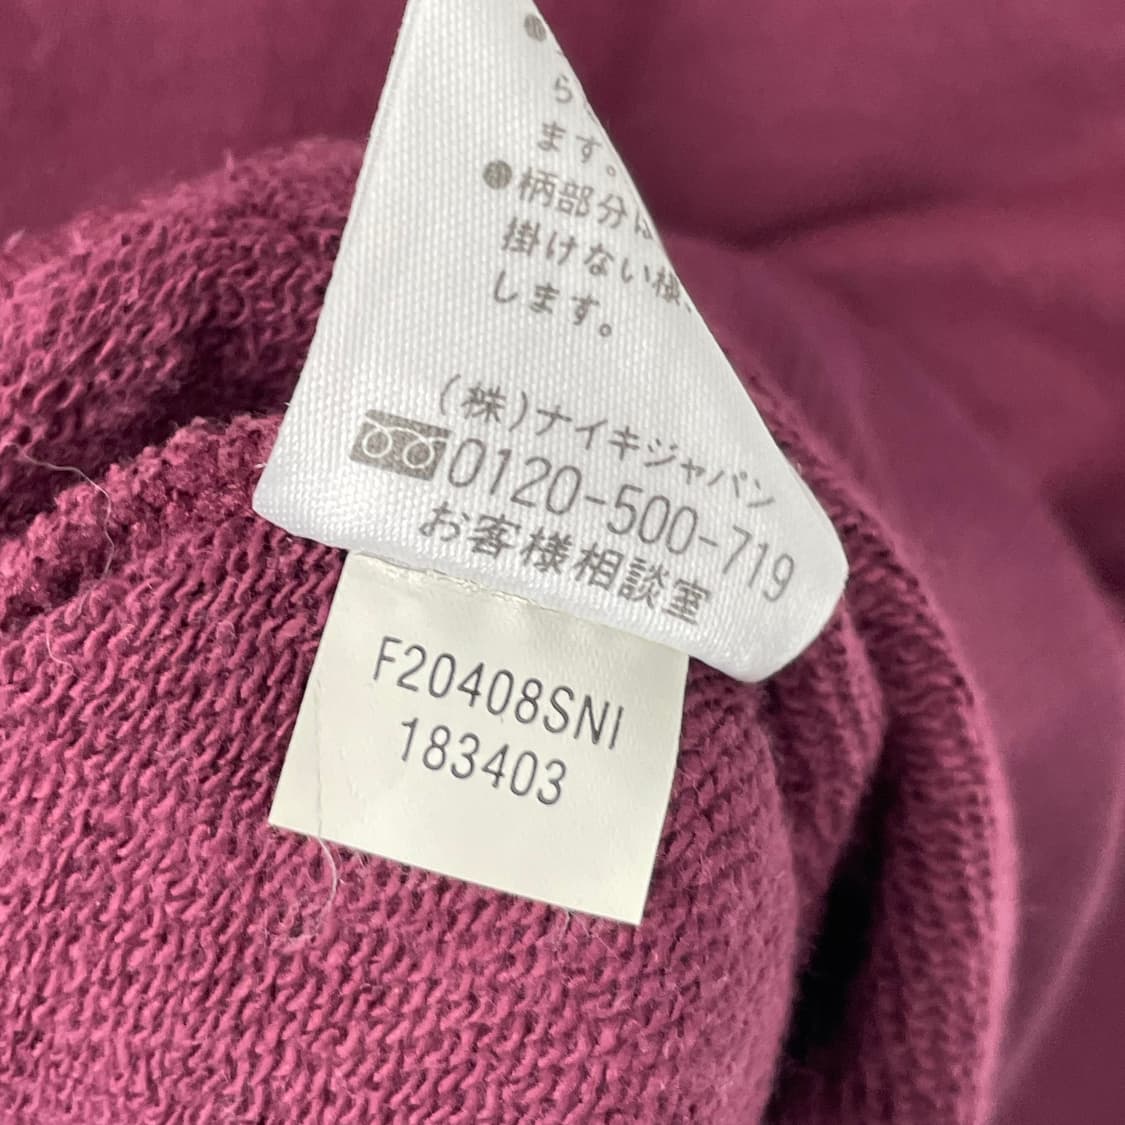 ら
ます。
●柄部分は
掛けない様、
します。
(株)ナイキジャパン
0120-500-719
お客様相談室
F20408SNI
183403